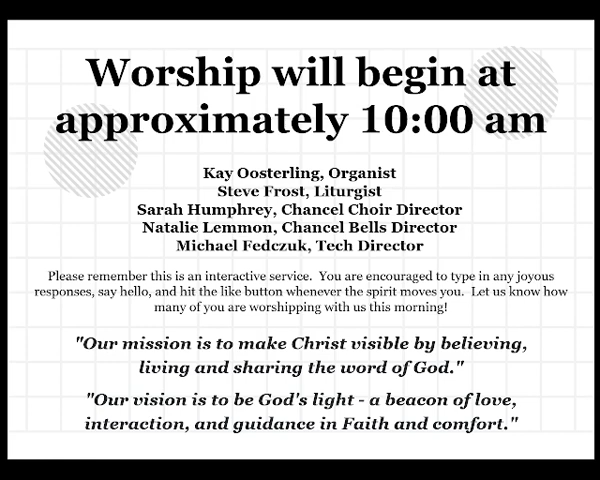 Worship will begin at
approximately 10:00 am
Kay Oosterling, Organist
Steve Frost, Liturgist
Sarah Humphrey, Chancel Choir Director
Natalie Lemmon, Chancel Bells Director
Michael Fedczuk, Tech Director
Please remember this is an interactive service.  You are encouraged to type in any joyous
responses, say hello, and hit the like button whenever the spirit moves you.  Let us know how
many of you are worshipping with us this morning!
"Our mission is to make Christ visible by believing,
living and sharing the word of God."
"Our vision is to be God's light - a beacon of love,
interaction, and guidance in Faith and comfort."